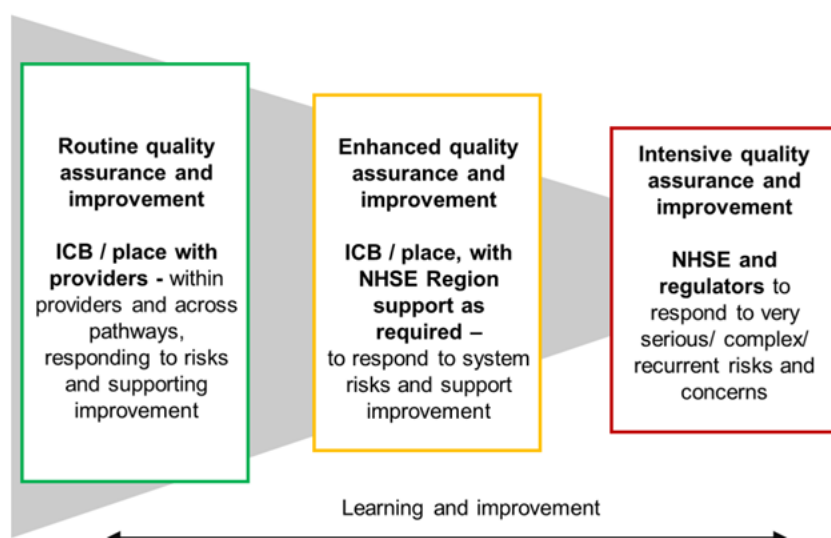 Routine quality
assurance and
improvement
ICB / place with
providers - within
providers and across
pathways,
responding to risks
and supporting
improvement
Enhanced quality
assurance and
improvement
ICB / place, with
NHSE Region
support as
required –
to respond to system
risks and support
improvement
Intensive quality
assurance and
improvement
NHSE and
regulators to
respond to very
serious/ complex/
recurrent risks and
concerns
Learning and improvement